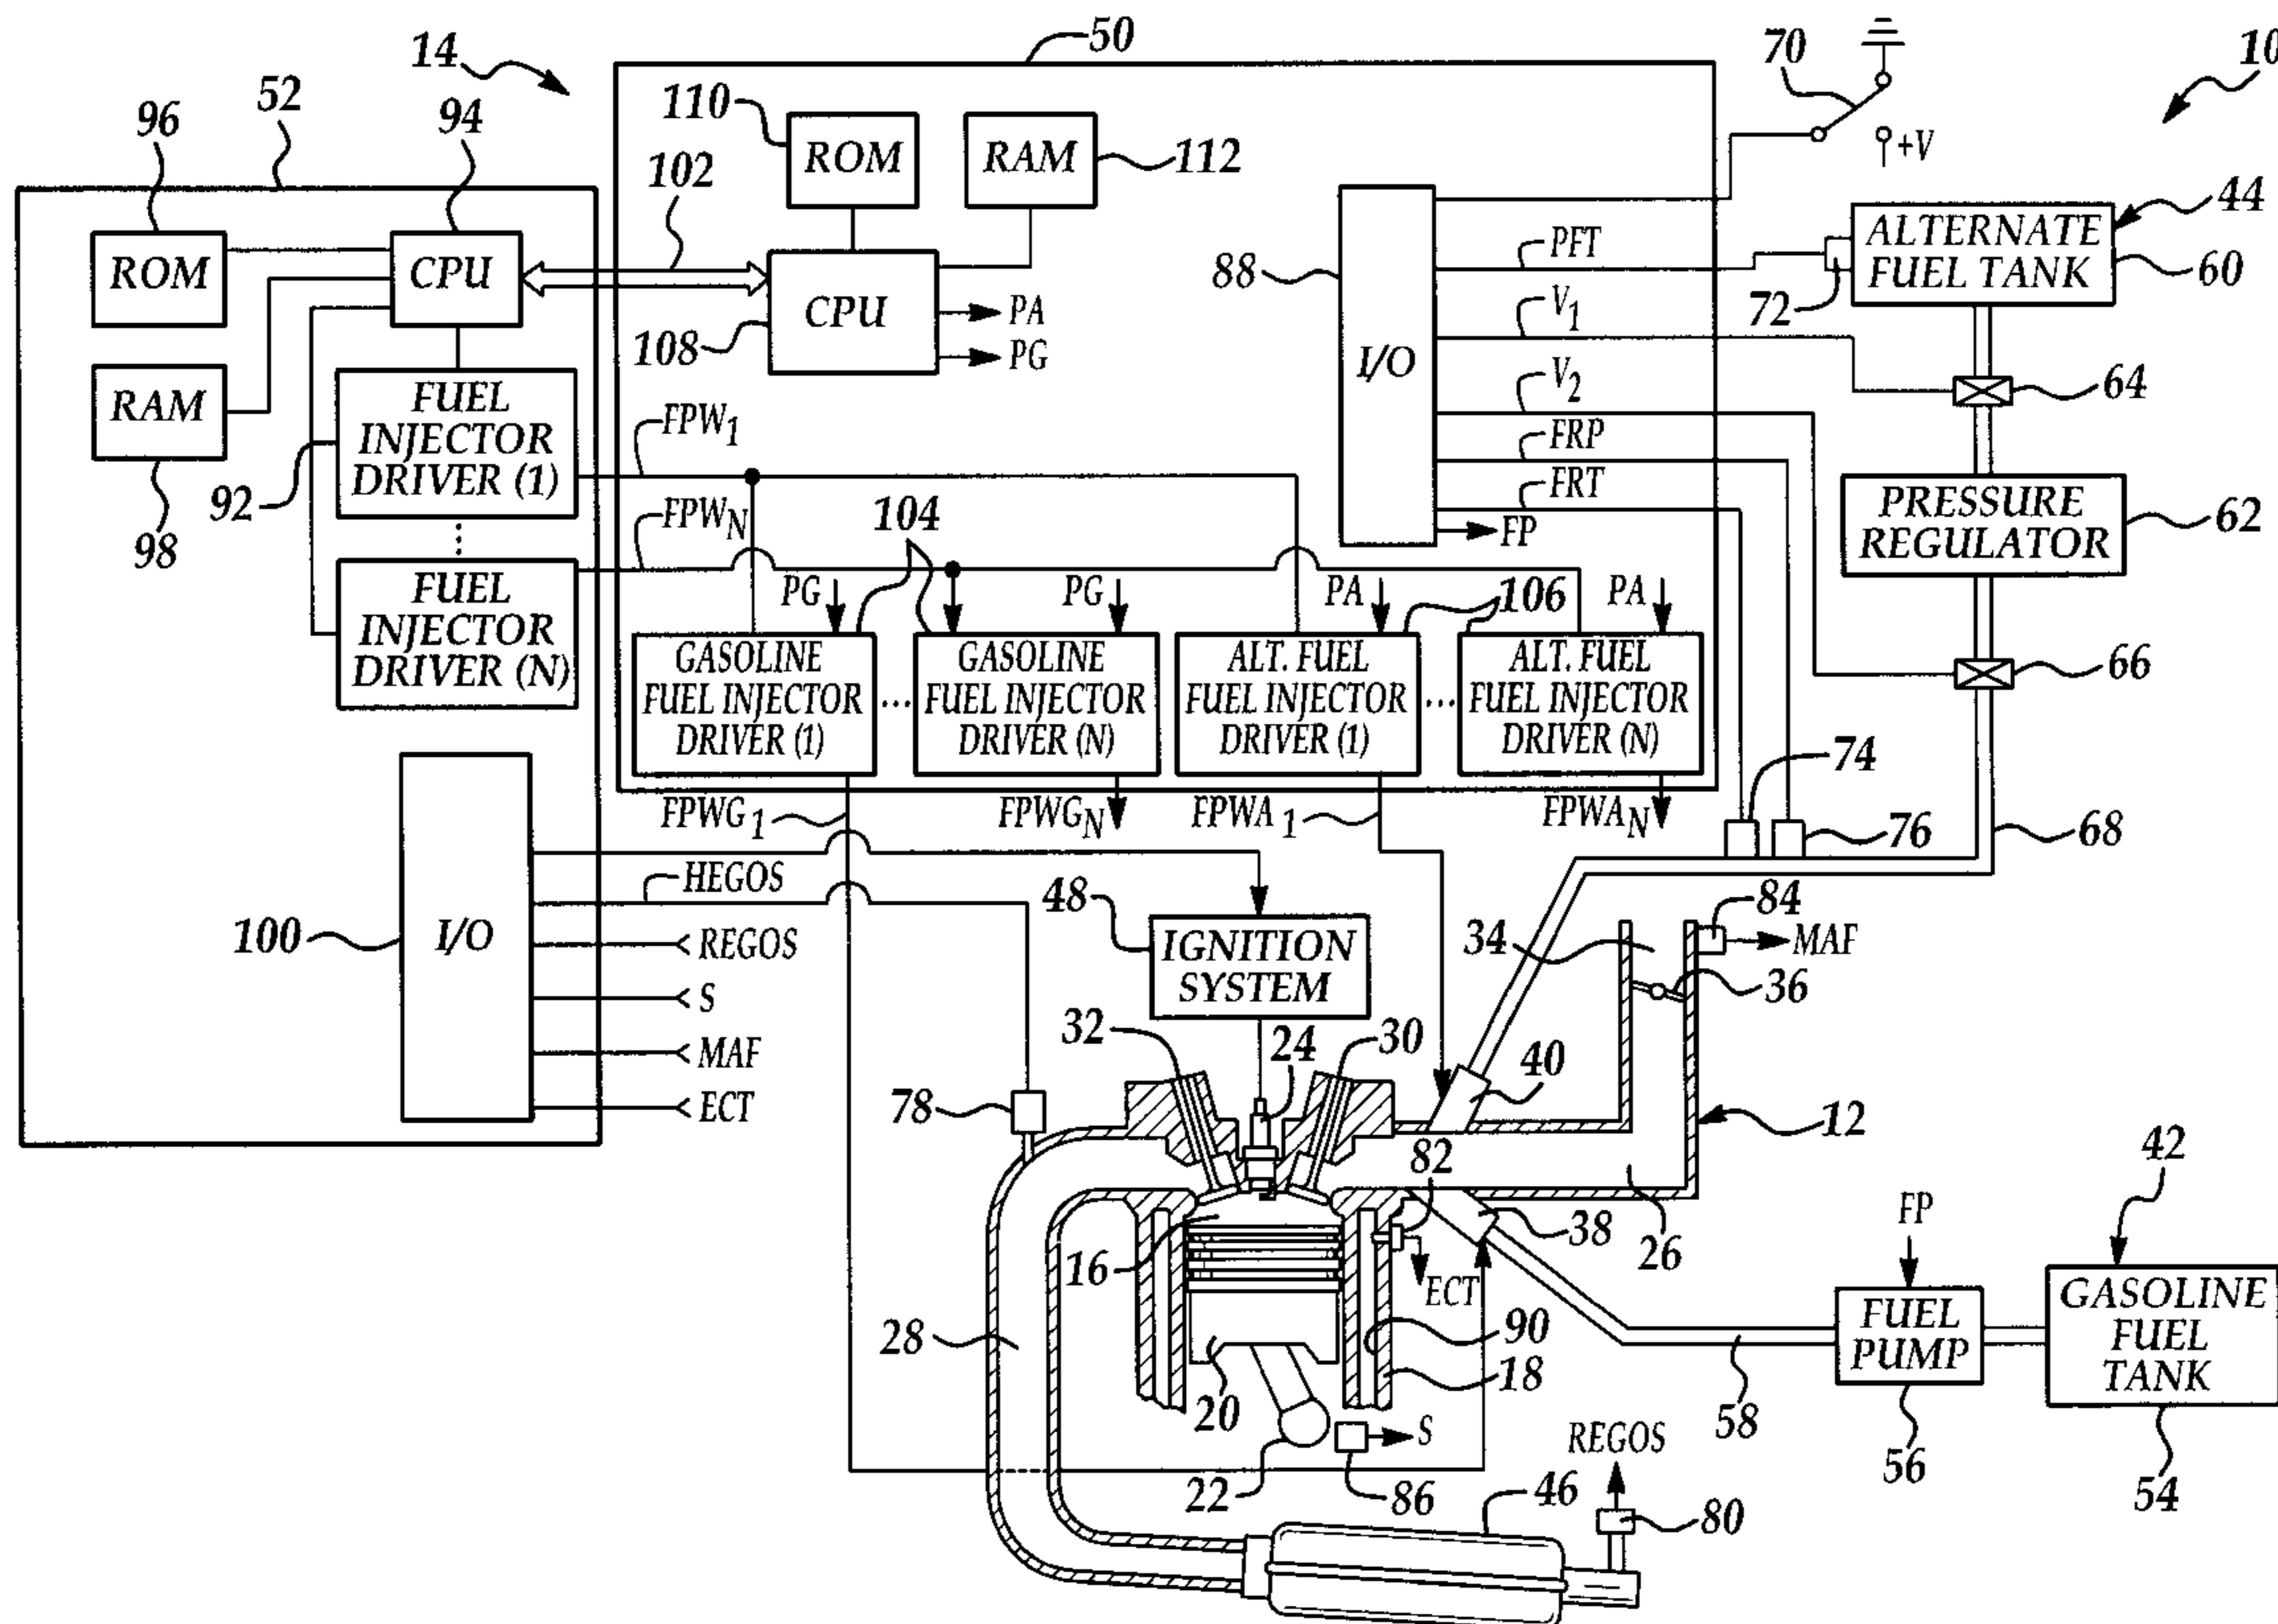 50
70
10
14
52
96
94
110
ROM
RAM
112
+V
102
44
ALTERNATE
FUEL TANK
60
ROM
CPU
88
PFT
72
CPU
PA
V1
108
PG
I/O
RAM
FUEL
INJECTOR
DRIVER (1)
V2
64
92
FPW1
FRP
98
FPWN
104
FRT
FP
PRESSURE
REGULATOR
62
FUEL
INJECTOR
DRIVER (N)
PG
PG
PA
106
PA
GASOLINE
FUEL INJECTOR
DRIVER (1)
...
GASOLINE
FUEL INJECTOR
DRIVER (N)
ALT. FUEL
FUEL INJECTOR
DRIVER (1)
...
ALT. FUEL
FUEL INJECTOR
DRIVER (N)
66
74
FPWG1
FPWGN
FPWA1
FPWAN
76
68
HEGOS
48
84
100
I/O
REGOS
IGNITION
SYSTEM
34
MAF
S
36
32
24
30
MAF
40
ECT
78
12
82
42
FP
38
26
16
ECT
GASOLINE
FUEL
TANK
28
90
FUEL
PUMP
18
20
S
58
REGOS
56
22
86
46
54
80